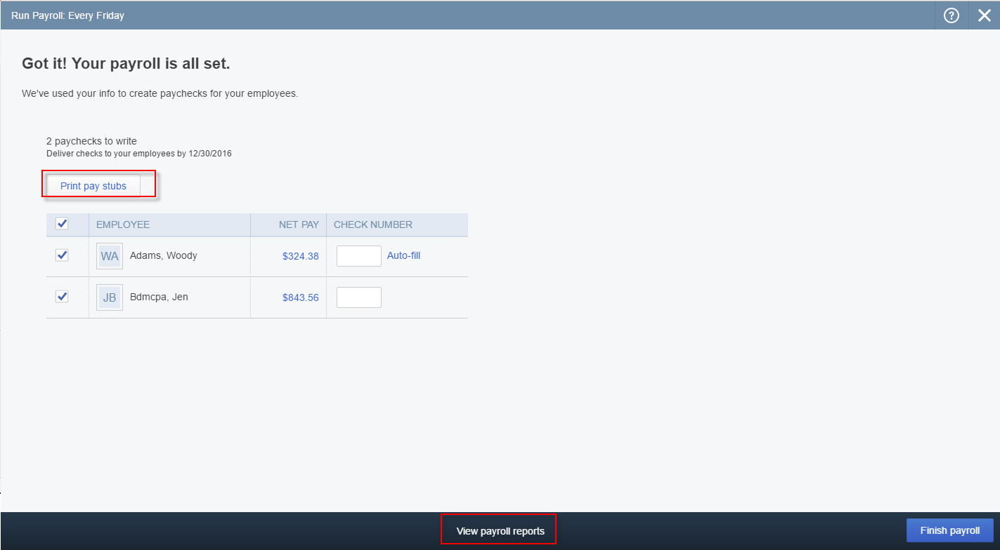 Run Payroll: Every Friday
?
Got it! Your payroll is all set.
We've used your info to create paychecks for your employees.
2 paychecks to write
Deliver checks to your employees by 12/30/2016
Print pay stubs
EMPLOYEE NET PAY CHECK NUMBER
WA Adams, Woody $324.38 Auto-fill
JB Bdmcpa, Jen $843.56
View payroll reports Finish payroll